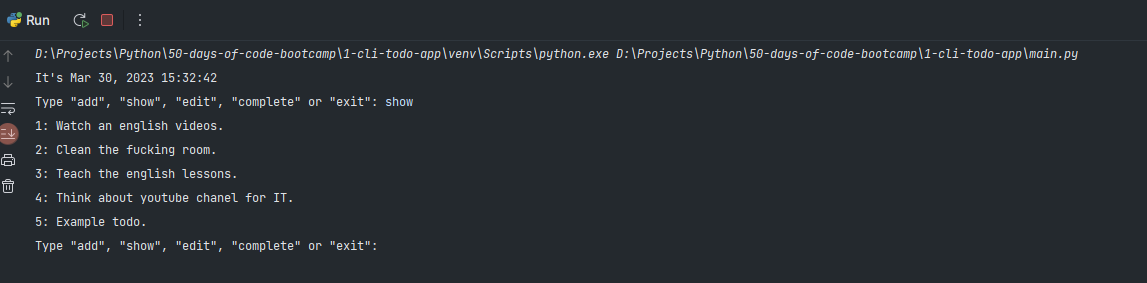 Run
D:\Projects\Python\50-days-of-code-bootcamp\1-cli-todo-app\venv\Scripts\python.exe D:\Projects\Python\50-days-of-code-bootcamp\1-cli-todo-app\main.py
It's Mar 30, 2023 15:32:42
Type "add", "show", "edit", "complete" or "exit": show
1: Watch an english videos.
2: Clean the fucking room.
3: Teach the english lessons.
4: Think about youtube chanel for IT.
5: Example todo.
Type "add", "show", "edit", "complete" or "exit":